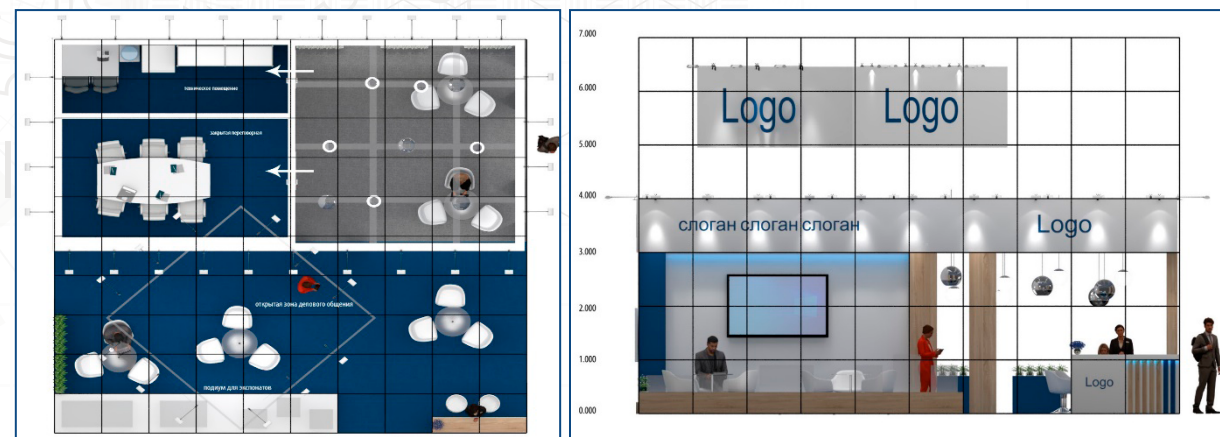 техническое помещение
закрытая переговорная
открытая зона делового общения
подиум для экспонатов
7.000
6.000
5.000
4.000
3.000
2.000
1.000
0.000
Logo
Logo
слоган слоган слоган
Logo
Logo